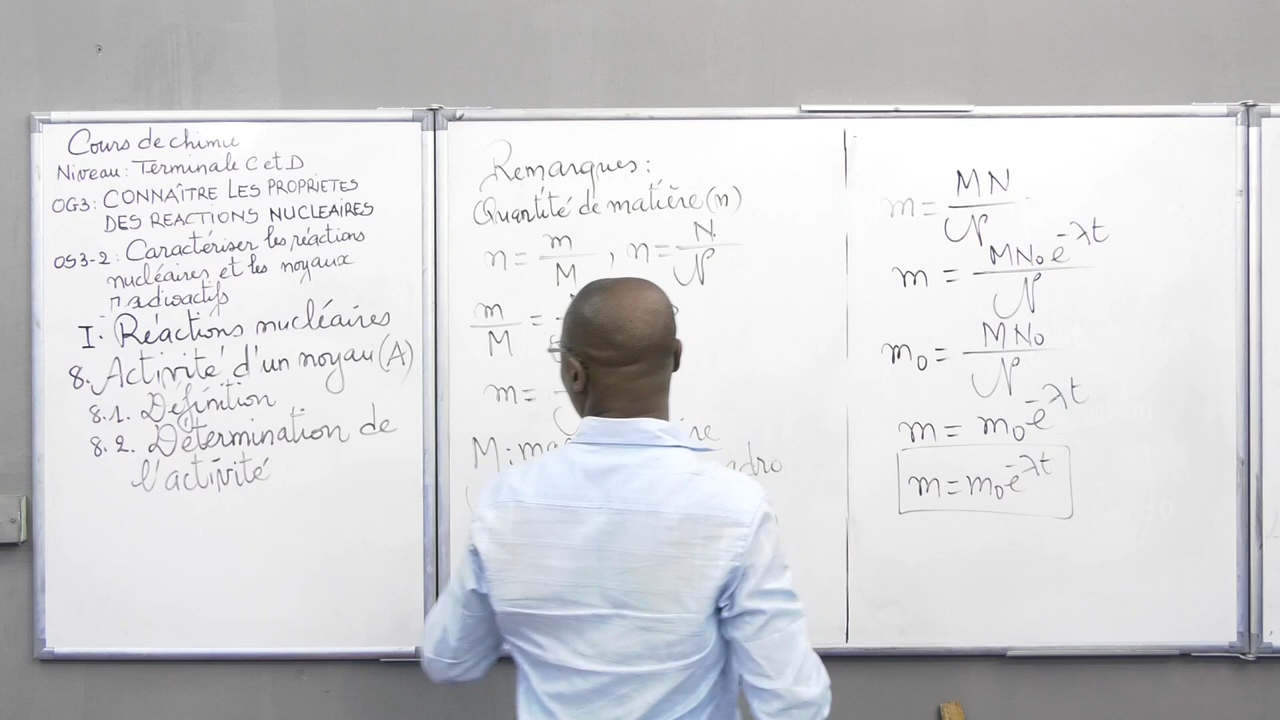 Cours de chimie
Niveau: Terminale C et D
OG3: CONNAÎTRE LES PROPRIETES
DES REACTIONS NUCLEAIRES
OS3-2: Caractériser les réactions
nucléaires et les noyaux
radioactifs
I. Réactions nucléaires
8. Activité d'un noyau (A)
8.1. Définition
8.2. Détermination de
l'activité
Remarques:
Quantité de matière (n)
n = m/M, n = N/𝒩
m/M =
m =
M:
m = MN/𝒩
m = MN₀e^-λt/𝒩
m₀ = MN₀/𝒩
m = m₀e^-λt
m = m₀e^-λt